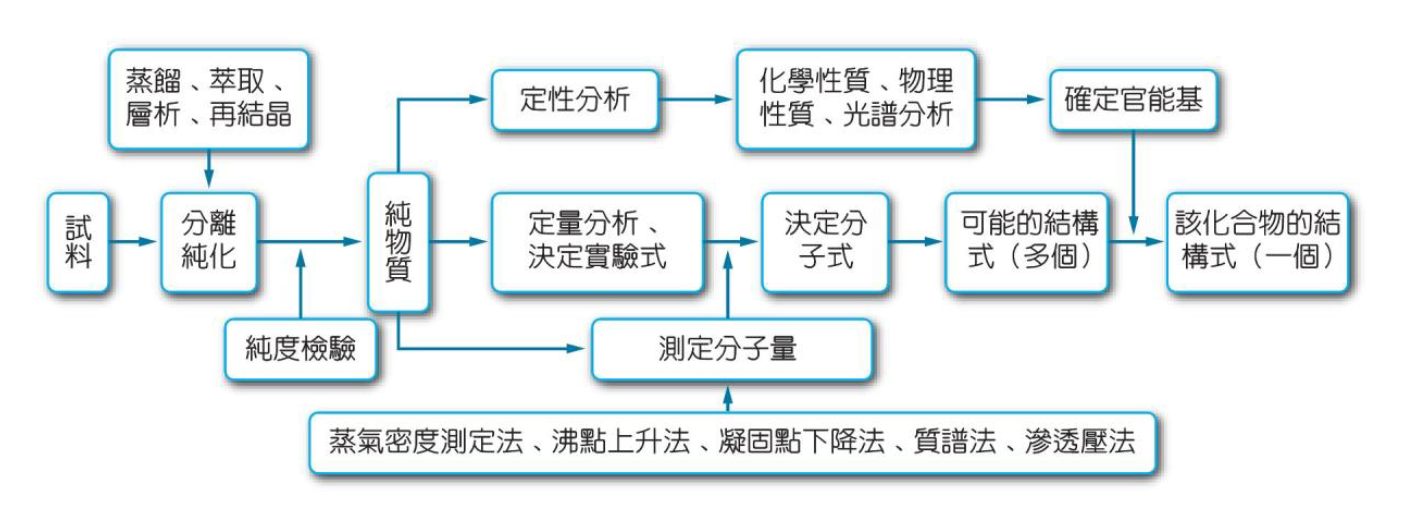 蒸餾、萃取、
層析、再結晶
定性分析
化學性質、物理
性質、光譜分析
確定官能基
試
料
分離
純化
純
物
質
定量分析、
決定實驗式
決定分
子式
可能的結構
式（多個）
該化合物的結
構式（一個）
純度檢驗
測定分子量
蒸氣密度測定法、沸點上升法、凝固點下降法、質譜法、滲透壓法